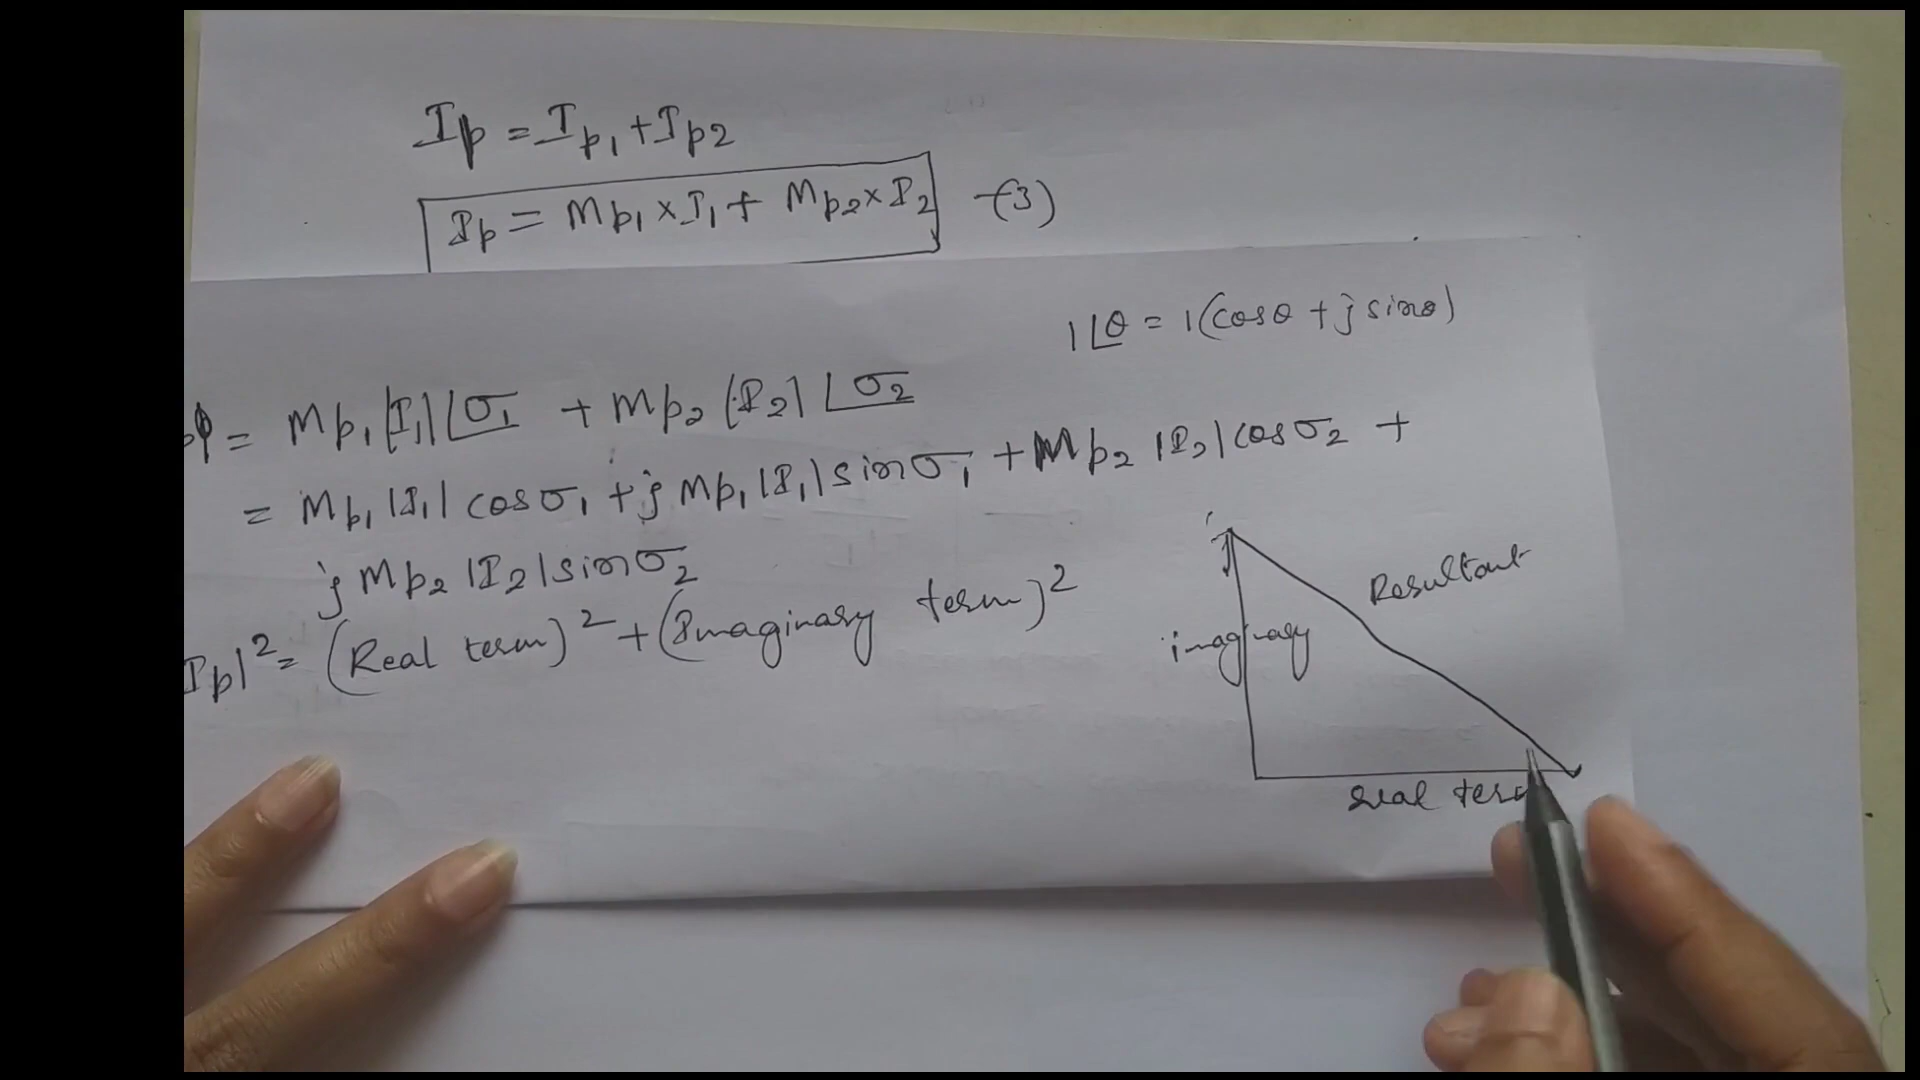 Ip = Ip1 + Ip2
Ip = Mp1 × I1 + Mp2 × I2 -(3)
1∠θ = 1(cosθ + j sinθ)
= Mp1 |I1| ∠σ1 + Mp2 |I2| ∠σ2
= Mp1 |I1| cos σ1 + j Mp1 |I1| sin σ1 + Mp2 |I2| cos σ2 +
j Mp2 |I2| sin σ2
Ip|² = (Real term)² + (Imaginary term)²
j
Resultant
imaginary
real